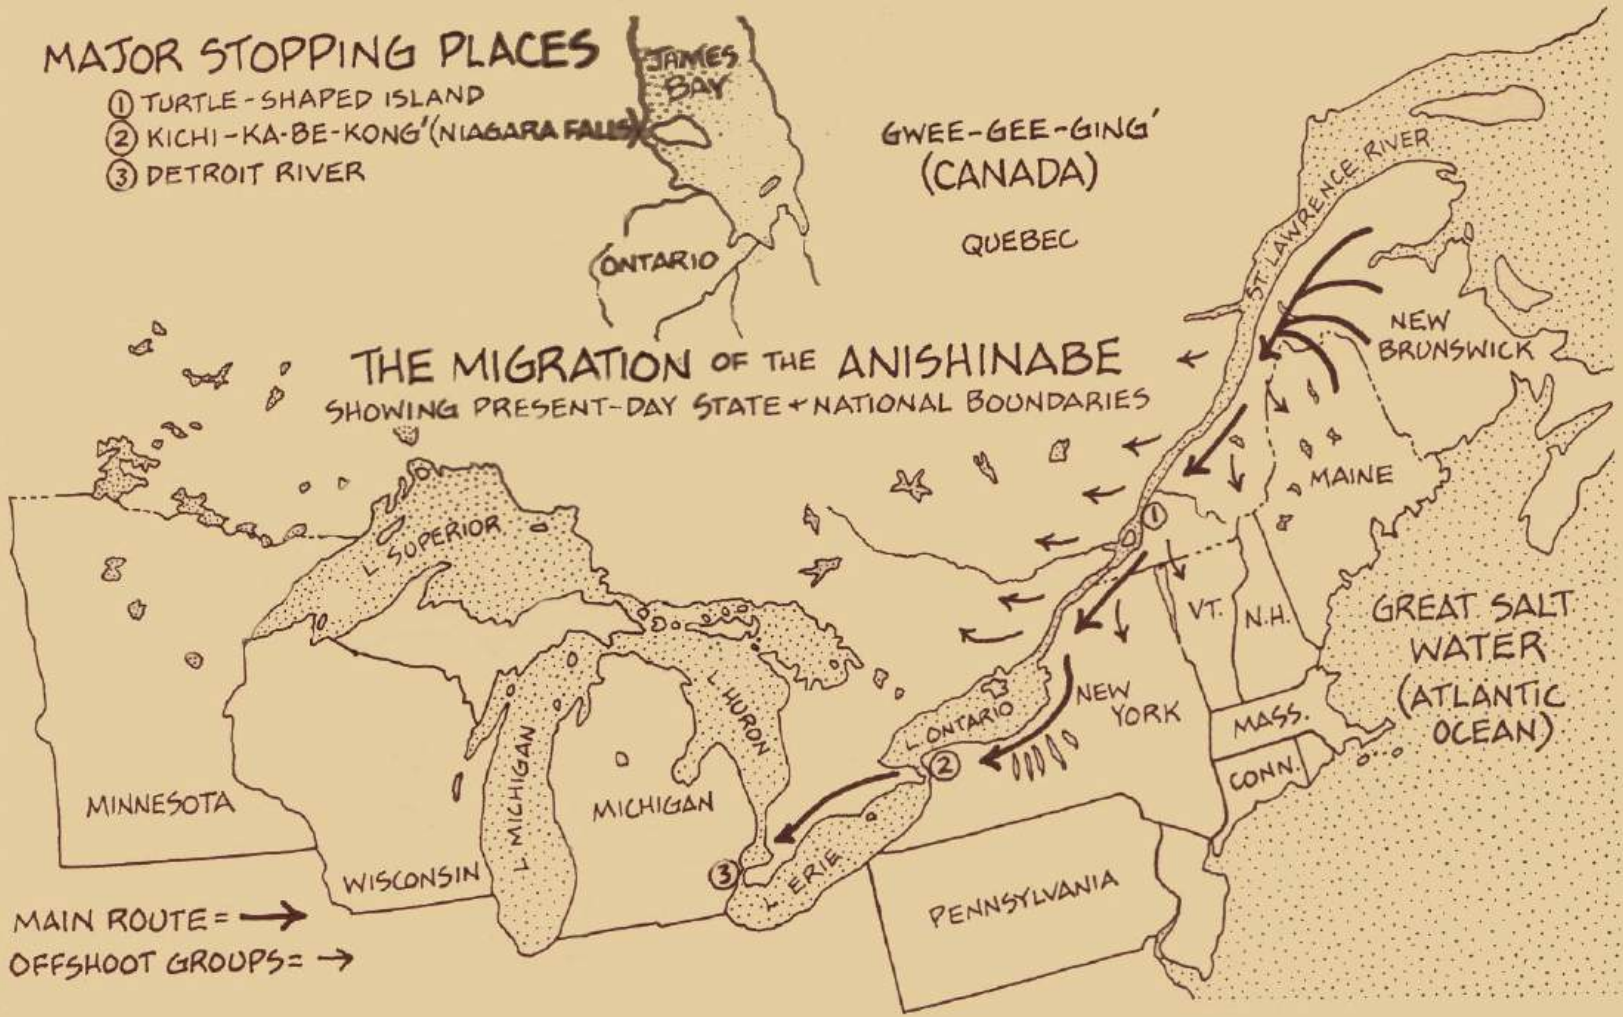 MAJOR STOPPING PLACES
① TURTLE-SHAPED ISLAND
② KICHI-KA-BE-KONG' (NIAGARA FALLS)
③ DETROIT RIVER
JAMES
BAY
ONTARIO
GWEE-GEE-GING'
(CANADA)
QUEBEC
ST. LAWRENCE RIVER
NEW
BRUNSWICK
THE MIGRATION OF THE ANISHINABE
SHOWING PRESENT-DAY STATE + NATIONAL BOUNDARIES
MAINE
①
L. SUPERIOR
VT.
N.H.
GREAT SALT
WATER
(ATLANTIC
OCEAN)
L. HURON
L. ONTARIO
NEW
YORK
MASS.
CONN.
②
L. MICHIGAN
MINNESOTA
MICHIGAN
WISCONSIN
③
L. ERIE
PENNSYLVANIA
MAIN ROUTE = →
OFFSHOOT GROUPS = →